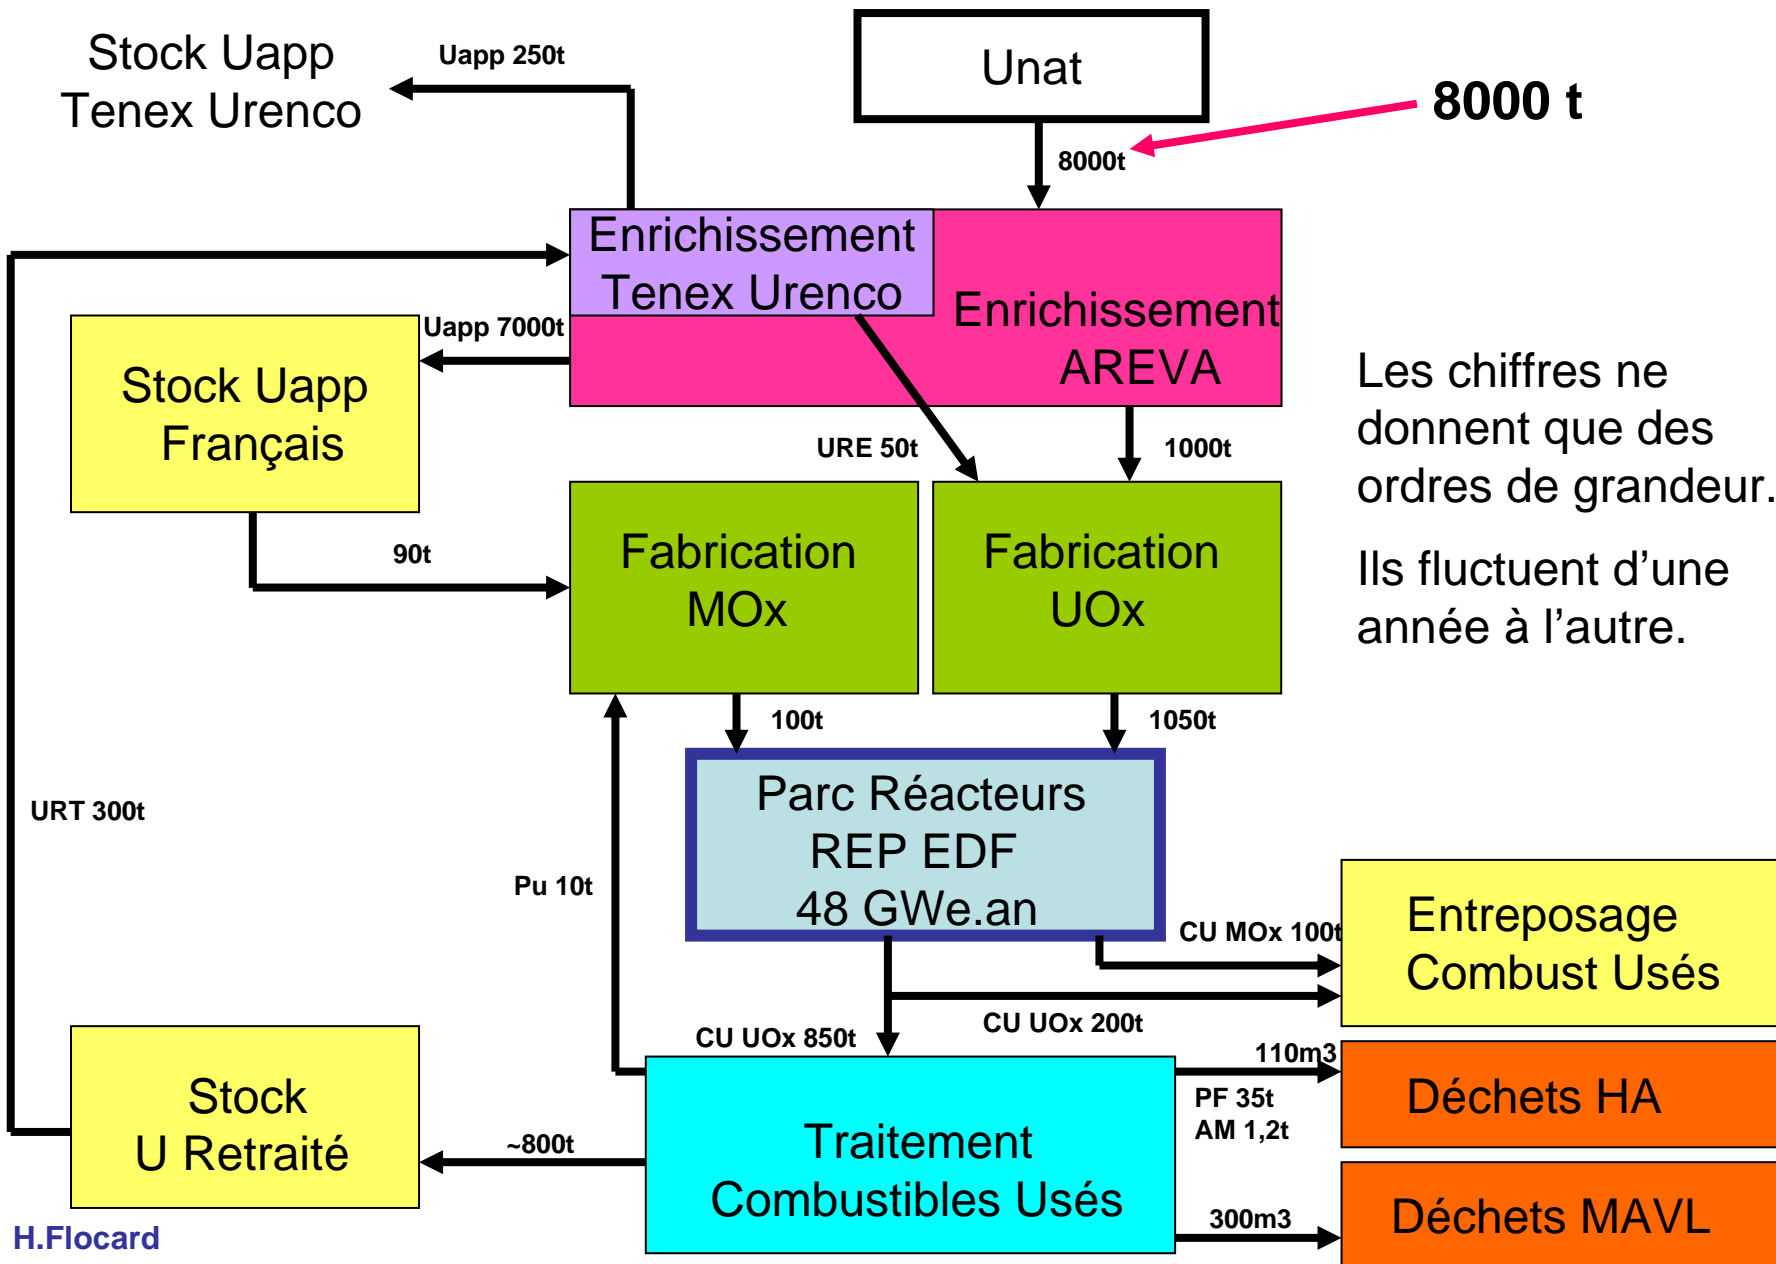 Stock Uapp
Tenex Urenco
Uapp 250t
Unat
8000 t
8000t
Enrichissement
Tenex Urenco
Enrichissement
AREVA
Uapp 7000t
Stock Uapp
Français
Les chiffres ne
donnent que des
ordres de grandeur.
Ils fluctuent d’une
année à l’autre.
URE 50t
1000t
90t
Fabrication
MOx
Fabrication
UOx
100t
1050t
URT 300t
Pu 10t
Parc Réacteurs
REP EDF
48 GWe.an
CU MOx 100t
Entreposage
Combust Usés
CU UOx 200t
CU UOx 850t
110m3
PF 35t
AM 1,2t
Déchets HA
Stock
U Retraité
~800t
Traitement
Combustibles Usés
300m3
Déchets MAVL
H.Flocard